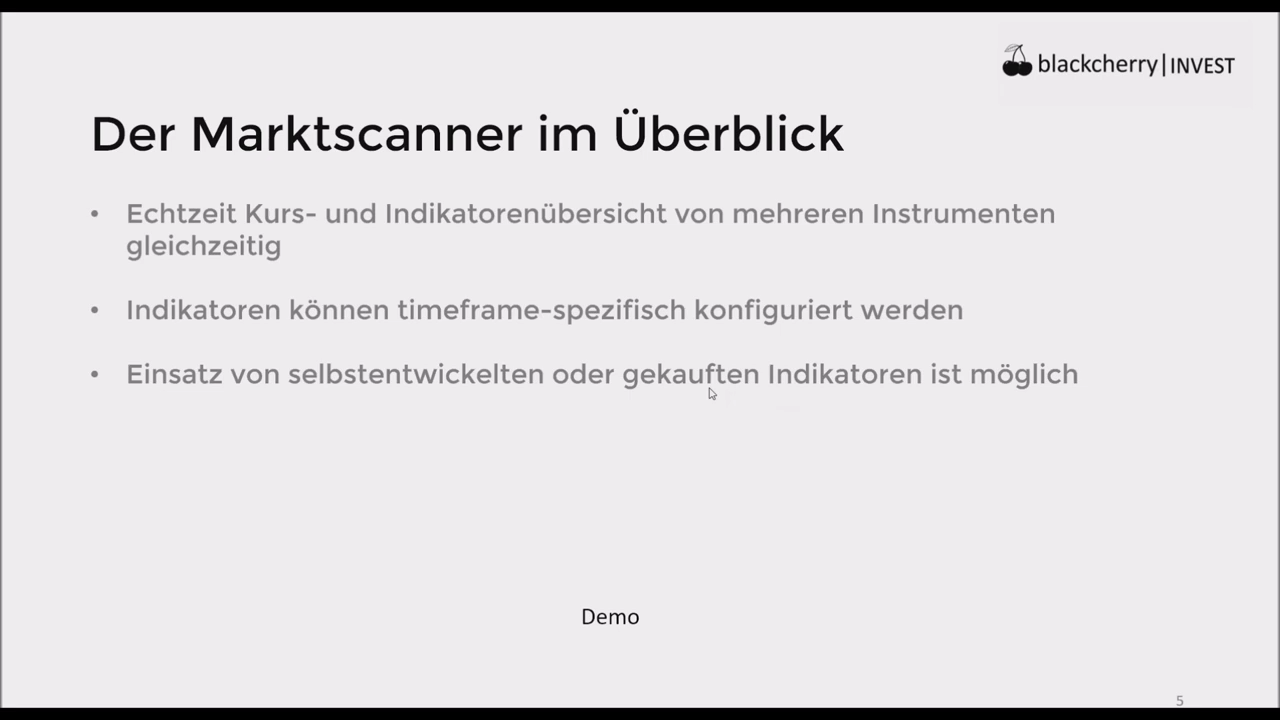 blackcherry|INVEST
Der Marktscanner im Überblick
• Echtzeit Kurs- und Indikatorenübersicht von mehreren Instrumenten
gleichzeitig
• Indikatoren können timeframe-spezifisch konfiguriert werden
• Einsatz von selbstentwickelten oder gekauften Indikatoren ist möglich
Demo
5